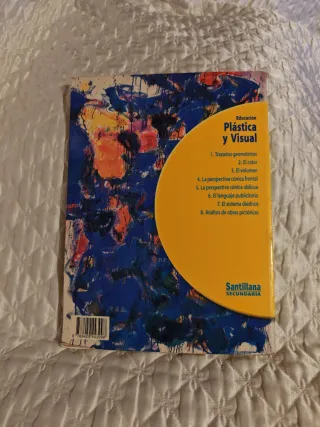 Educación
Plástica
y Visual
1. Trazados geométricos
2. El color
3. El volumen
4. La perspectiva cónica frontal
5. La perspectiva cónica oblicua
6. El lenguaje publicitario
7. El sistema diédrico
8. Análisis de obras pictóricas
Santillana
SECUNDARIA